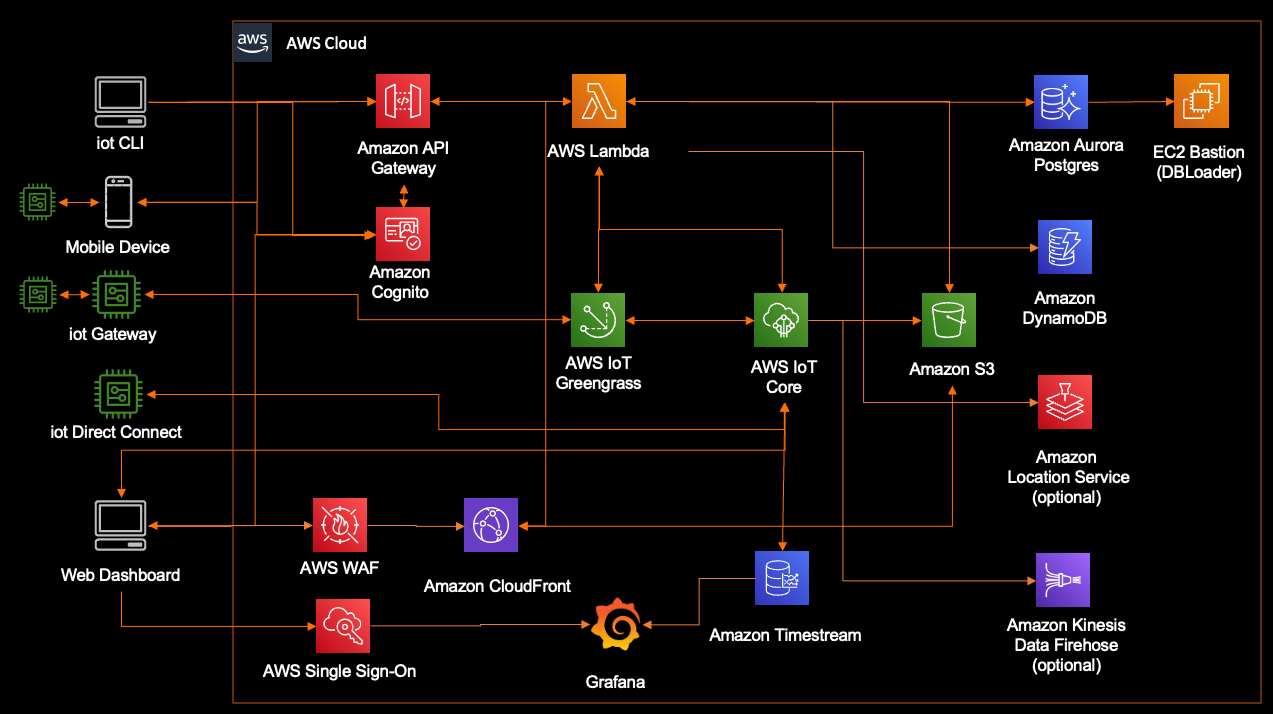 aws
AWS Cloud
iot CLI
Amazon API
Gateway
AWS Lambda
Amazon Aurora
Postgres
EC2 Bastion
(DBLoader)
Mobile Device
Amazon
Cognito
Amazon
DynamoDB
iot Gateway
AWS IoT
Greengrass
AWS IoT
Core
Amazon S3
iot Direct Connect
Amazon
Location Service
(optional)
Web Dashboard
AWS WAF
Amazon CloudFront
Amazon Timestream
Amazon Kinesis
Data Firehose
(optional)
AWS Single Sign-On
Grafana